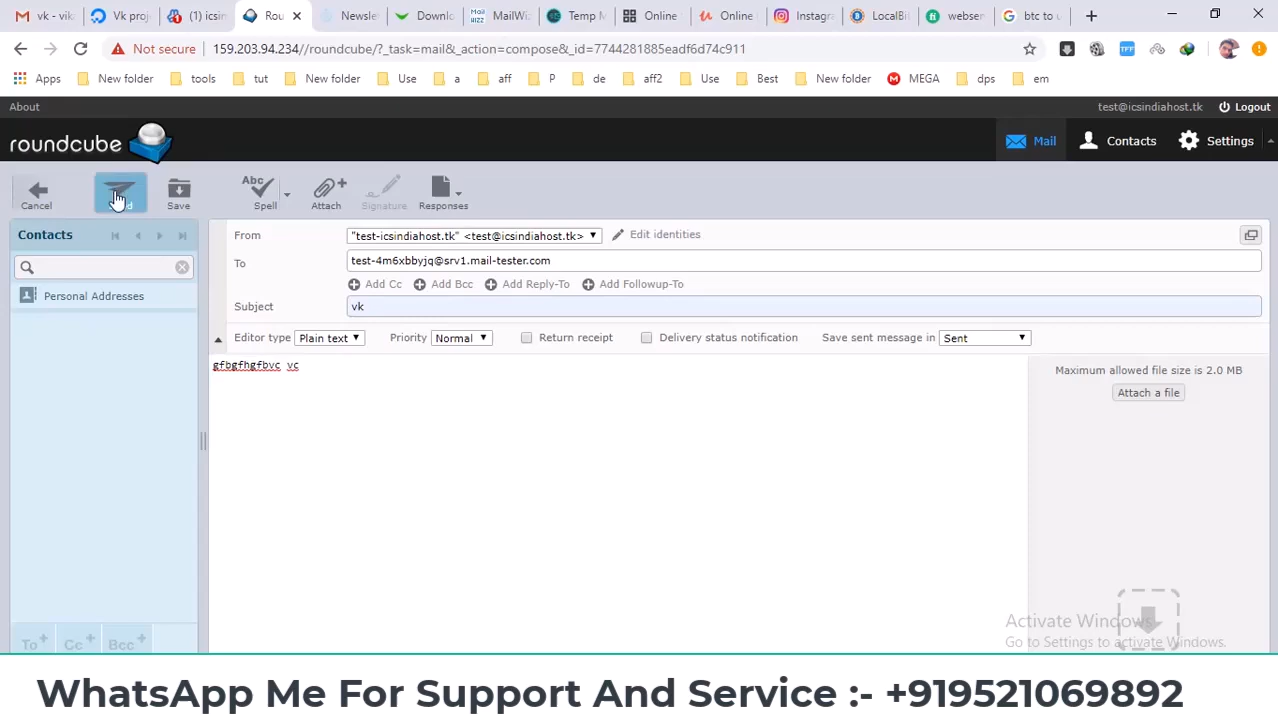 vk - vik
Vk proj
(1) icsin
Rou
Newsle
Downlo
MailWiz
Temp M
Online
Online
Instagr
LocalBi
websen
btc to u
Not secure
159.203.94.234//roundcube/?_task=mail&_action=compose&_id=7744281885eadf6d74c911
Apps
New folder
tools
tut
New folder
Use
a
aff
P
de
aff2
Use
Best
New folder
MEGA
dps
em
About
test@icsindiahost.tk
Logout
roundcube
Mail
Contacts
Settings
Cancel
Save
Abc
Spell
Attach
Signature
Responses
Contacts
Personal Addresses
From
"test-icsindiahost.tk" <test@icsindiahost.tk>
Edit identities
To
test-4m6xbbyjq@srv1.mail-tester.com
Add Cc
Add Bcc
Add Reply-To
Add Followup-To
Subject
vk
Editor type
Plain text
Priority
Normal
Return receipt
Delivery status notification
Save sent message in
Sent
gfbgfhgfbvc vc
Maximum allowed file size is 2.0 MB
Attach a file
To+
Cc+
Bcc+
Activate Windows
Go to Settings to activate Windows.
WhatsApp Me For Support And Service :- +919521069892